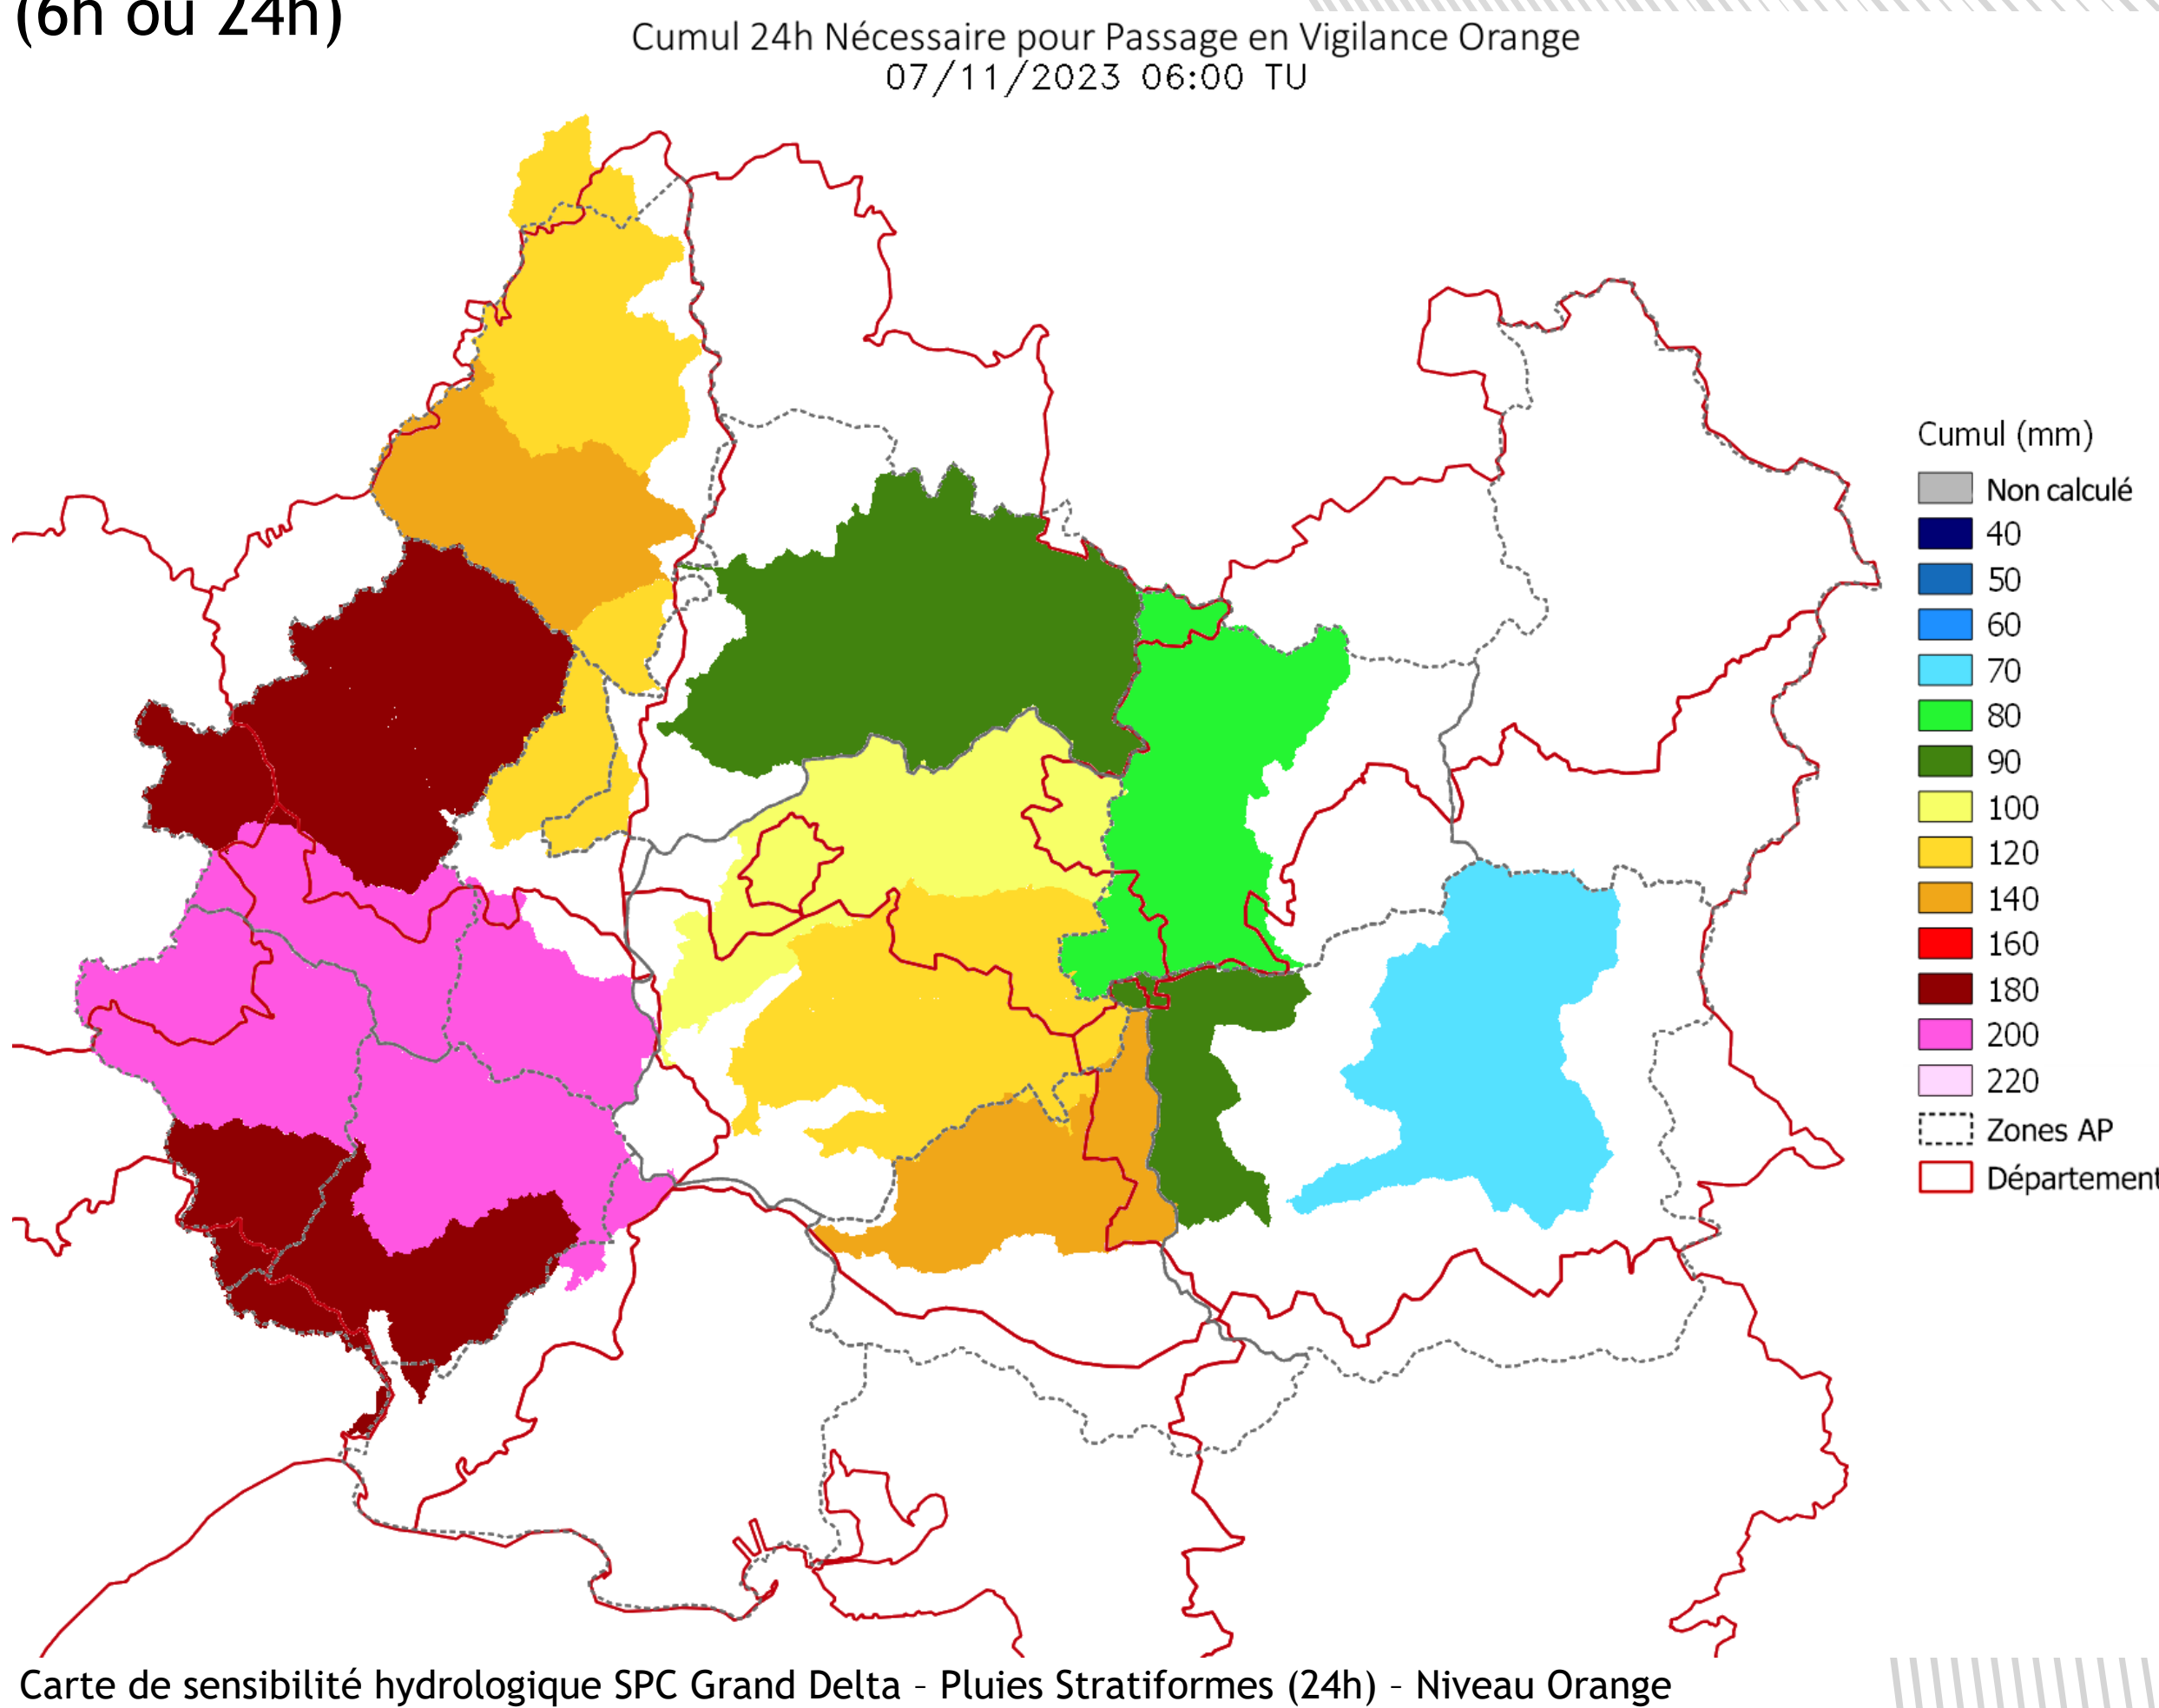 (6h ou 24h)
Cumul 24h Nécessaire pour Passage en Vigilance Orange
07/11/2023 06:00 TU
Cumul (mm)
Non calculé
40
50
60
70
80
90
100
120
140
160
180
200
220
Zones AP
Département
Carte de sensibilité hydrologique SPC Grand Delta - Pluies Stratiformes (24h) - Niveau Orange